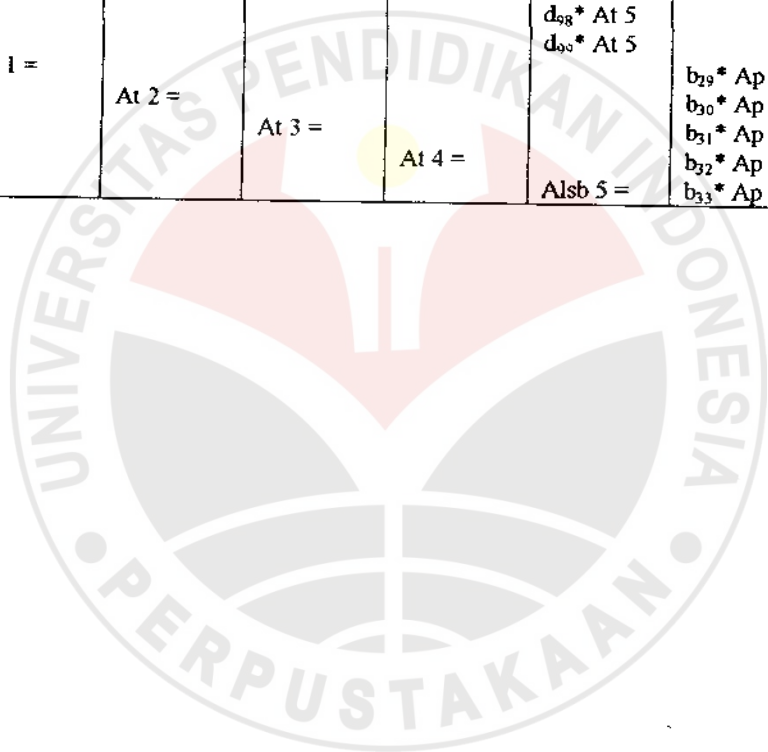 d₉₈* At 5
d₉₉* At 5
1 =
b₂₉* Ap
At 2 =
b₃₀* Ap
At 3 =
b₃₁* Ap
At 4 =
b₃₂* Ap
Alsb 5 =
b₃₃* Ap
UNIVERSITAS PENDIDIKAN INDONESIA
PERPUSTAKAAN